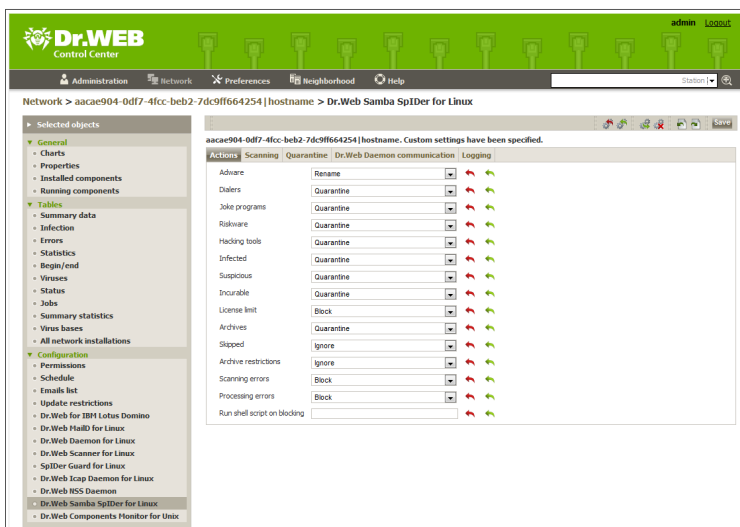 admin Logout
Dr.WEB
Control Center
Administration Network Preferences Neighborhood Help Station
Network > aacae904-0df7-4fcc-beb2-7dc9ff664254|hostname > Dr.Web Samba SpIDer for Linux
Selected objects
Save
aacae904-0df7-4fcc-beb2-7dc9ff664254|hostname. Custom settings have been specified.
General
Charts
Properties
Installed components
Running components
Tables
Summary data
Infection
Errors
Statistics
Begin/end
Viruses
Status
Jobs
Summary statistics
Virus bases
All network installations
Configuration
Permissions
Schedule
Emails list
Update restrictions
Dr.Web for IBM Lotus Domino
Dr.Web MailD for Linux
Dr.Web Daemon for Linux
Dr.Web Scanner for Linux
SpIDer Guard for Linux
Dr.Web Icap Daemon for Linux
Dr.Web NSS Daemon
Dr.Web Samba SpIDer for Linux
Dr.Web Components Monitor for Unix
Actions Scanning Quarantine Dr.Web Daemon communication Logging
Adware Rename
Dialers Quarantine
Joke programs Quarantine
Riskware Quarantine
Hacking tools Quarantine
Infected Quarantine
Suspicious Quarantine
Incurable Quarantine
License limit Block
Archives Quarantine
Skipped Ignore
Archive restrictions Ignore
Scanning errors Block
Processing errors Block
Run shell script on blocking